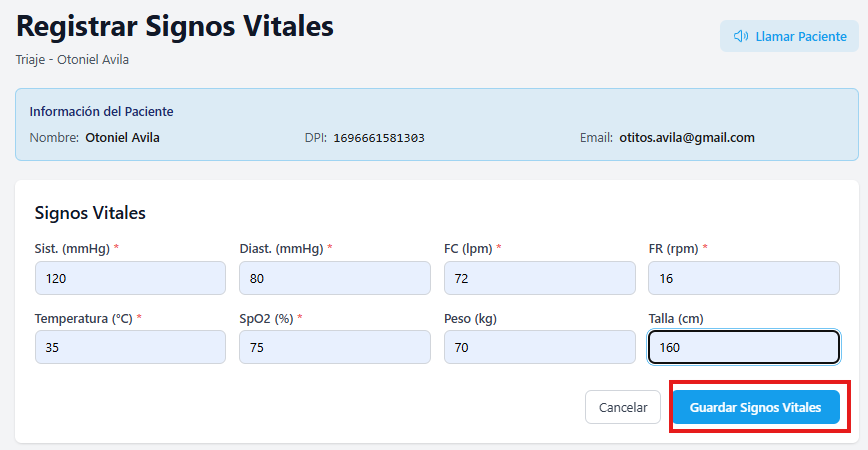 Registrar Signos Vitales
Llamar Paciente
Triaje - Otoniel Avila
Información del Paciente
Nombre: Otoniel Avila DPI: 1696661581303 Email: otitos.avila@gmail.com
Signos Vitales
Sist. (mmHg) * Diast. (mmHg) * FC (lpm) * FR (rpm) *
120 80 72 16
Temperatura (°C) * SpO2 (%) * Peso (kg) Talla (cm)
35 75 70 160
Cancelar Guardar Signos Vitales